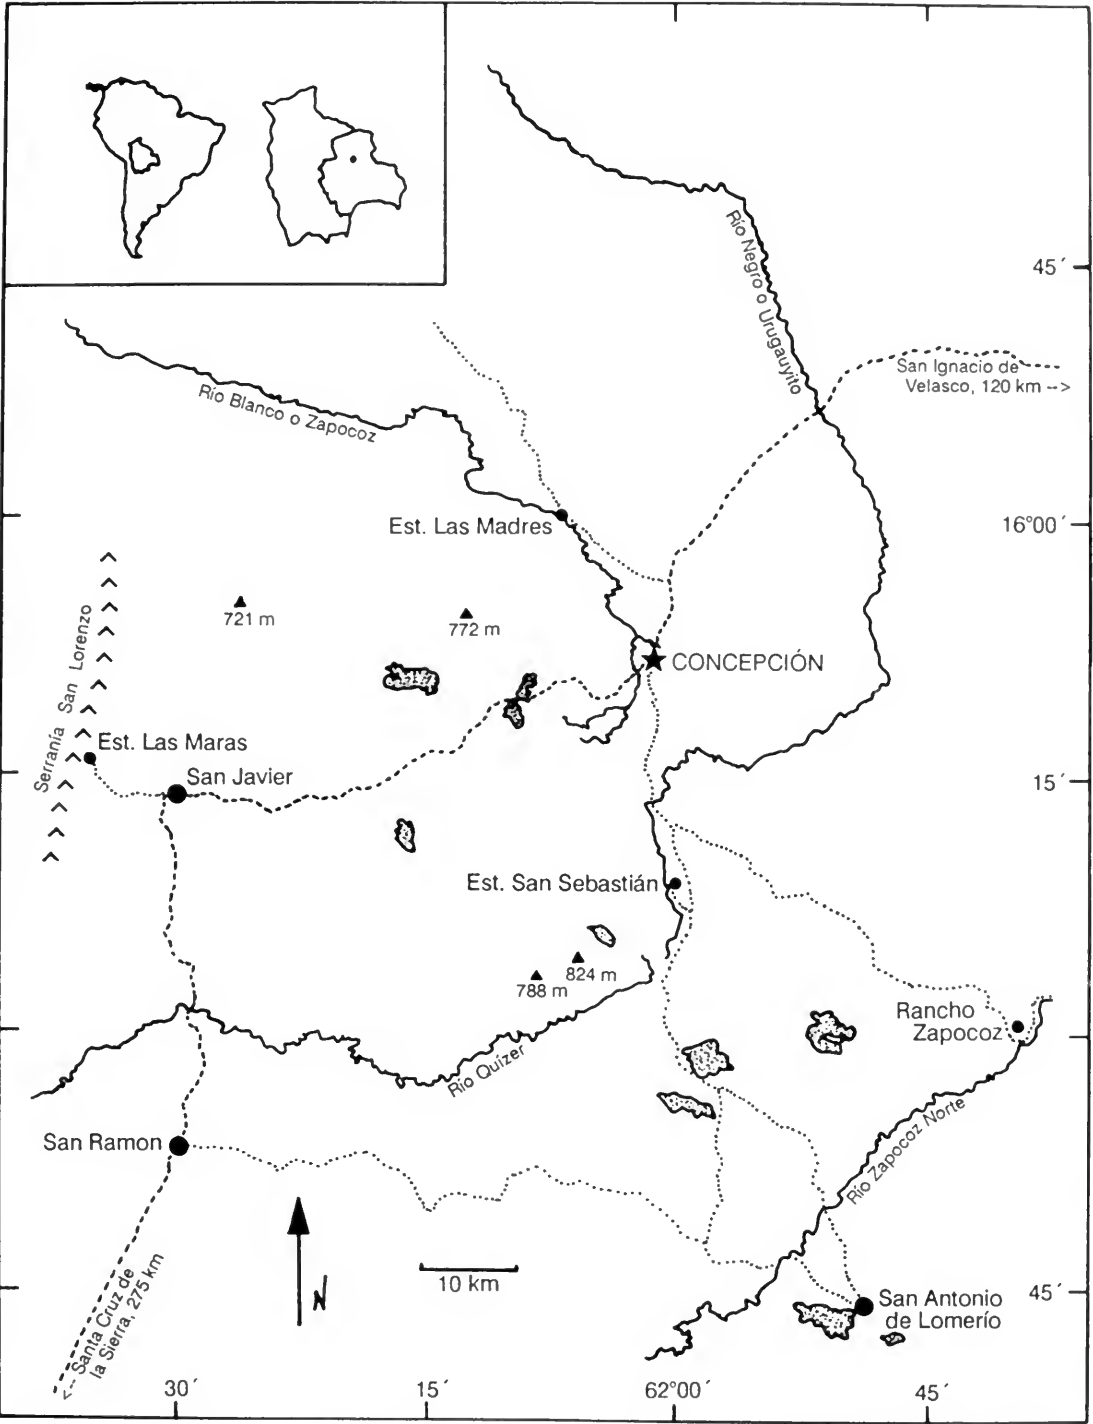 Río Negro o Urugauyito
45´
San Ignacio de
Velasco, 120 km -->
Río Blanco o Zapocoz
Est. Las Madres
16°00´
721 m
772 m
Serranía San Lorenzo
CONCEPCIÓN
Est. Las Maras
San Javier
15´
Est. San Sebastián
824 m
788 m
Rancho
Zapocoz
Río Quízer
San Ramon
Río Zapocoz Norte
10 km
N
<-- Santa Cruz de
la Sierra, 275 km
45´
San Antonio
de Lomerío
30´
15´
62°00´
45´